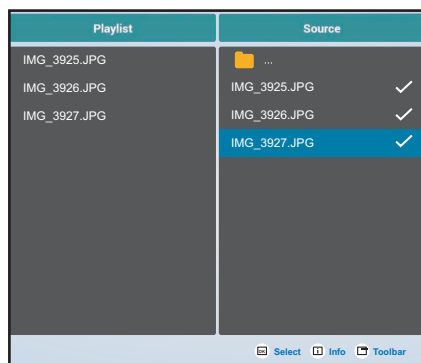 Playlist
IMG_3925.JPG
IMG_3926.JPG
IMG_3927.JPG
Source
...
IMG_3925.JPG
IMG_3926.JPG
IMG_3927.JPG
Select Info Toolbar